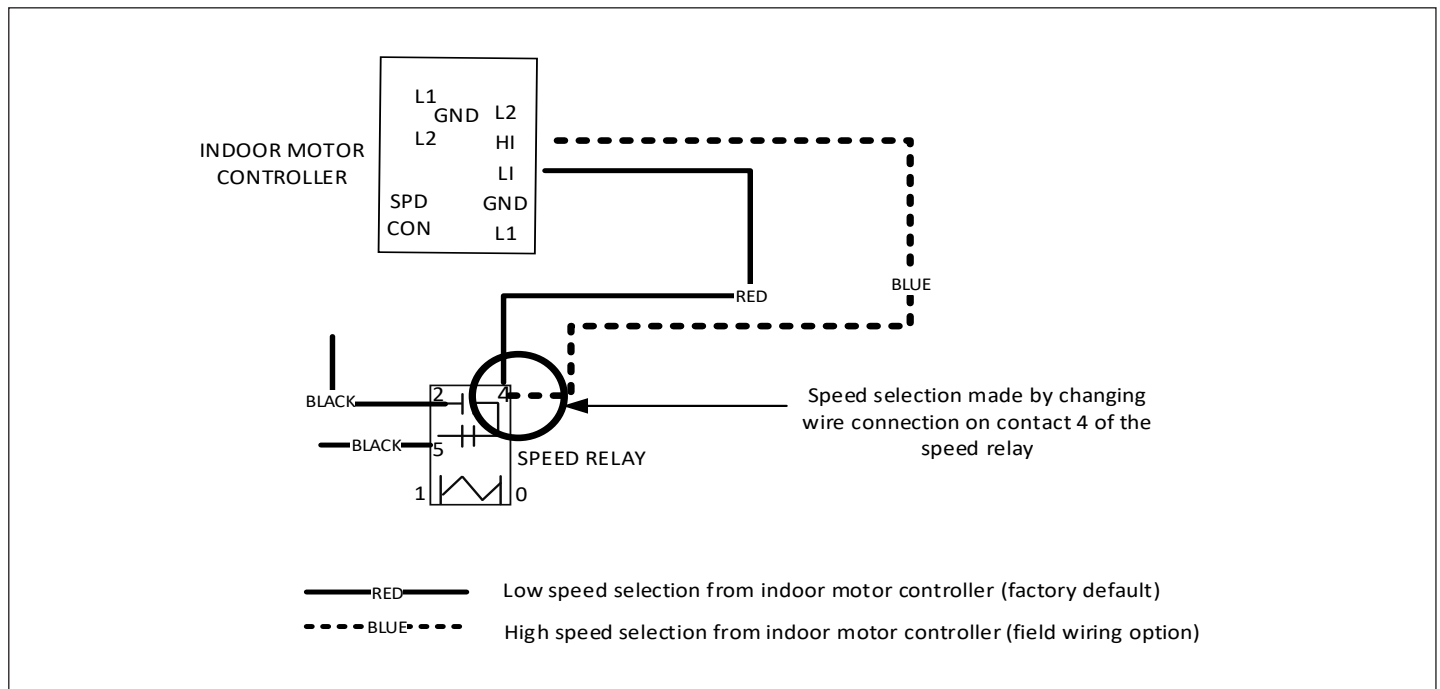 L1
GND
L2
L2
HI
INDOOR MOTOR
CONTROLLER
LI
SPD
GND
CON
L1
BLUE
RED
BLACK
2
4
Speed selection made by changing
wire connection on contact 4 of the
speed relay
BLACK
5
SPEED RELAY
1
0
RED
Low speed selection from indoor motor controller (factory default)
BLUE
High speed selection from indoor motor controller (field wiring option)